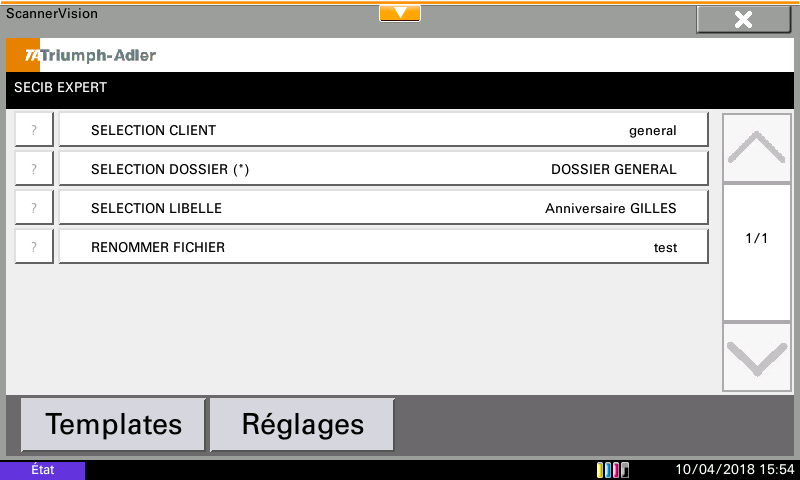 ScannerVision
TA Triumph-Adler
SECIB EXPERT
? SELECTION CLIENT general
? SELECTION DOSSIER (*) DOSSIER GENERAL
? SELECTION LIBELLE Anniversaire GILLES
? RENOMMER FICHIER test
1/1
Templates Réglages
État 10/04/2018 15:54